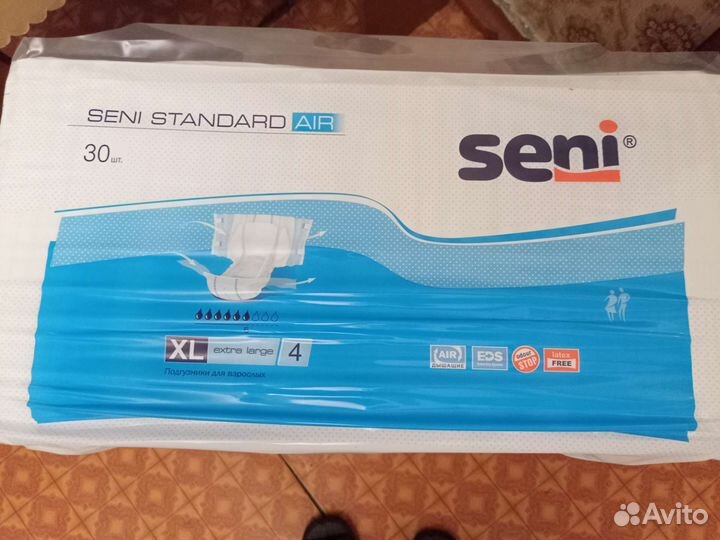 SENI STANDARD AIR
seni®
30 шт.
6
XL extra large 4
Подгузники для взрослых
AIR
ДЫШАЩИЕ
EDS
odour
STOP
latex
FREE
Avito